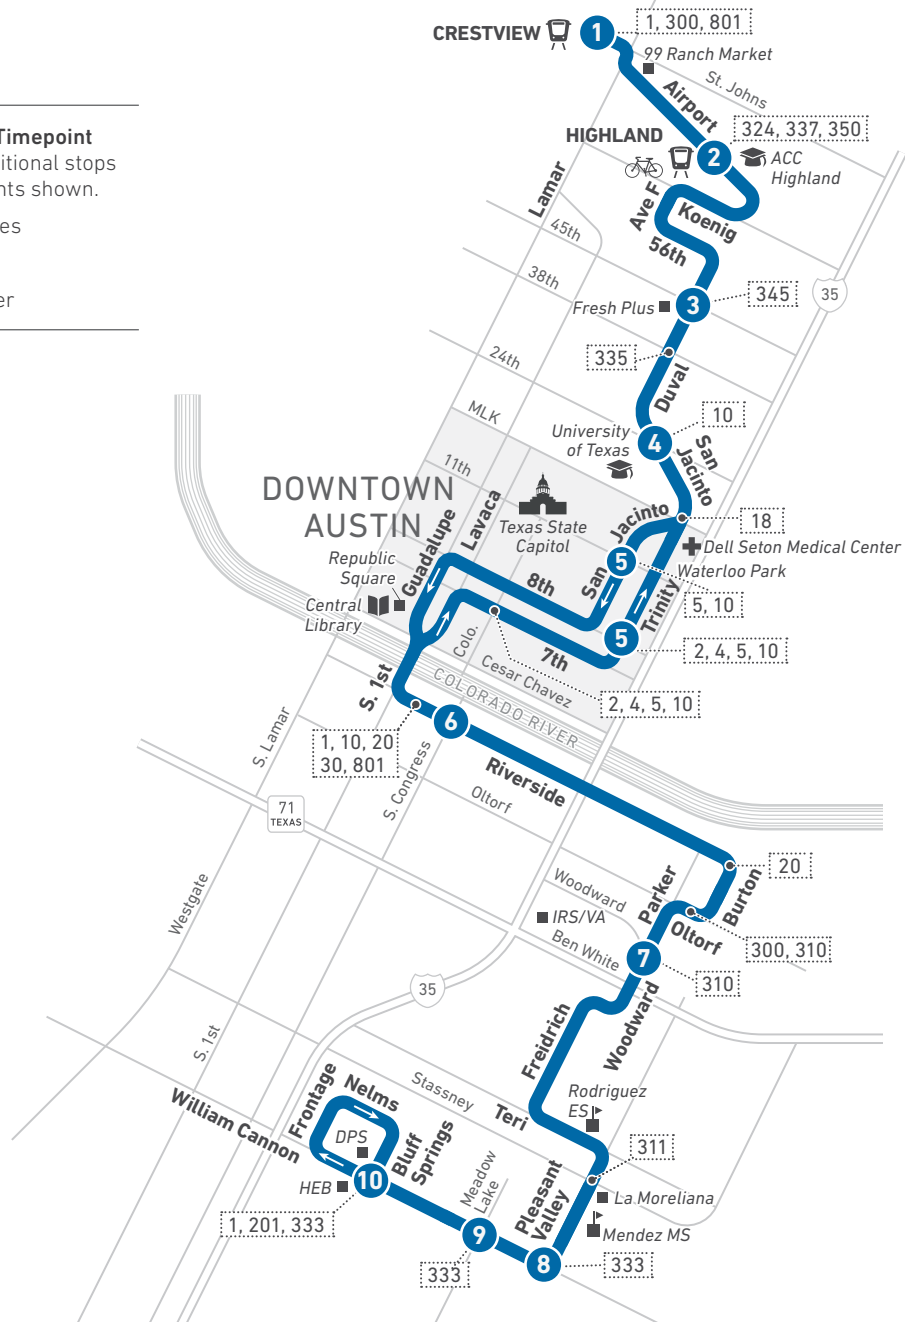 CRESTVIEW
1
1, 300, 801
99 Ranch Market
St. Johns
Airport
Timepoint
itional stops
nts shown.
es
er
HIGHLAND
2
324, 337, 350
ACC
Highland
Lamar
Ave F
Koenig
45th
56th
38th
35
345
Fresh Plus
3
335
24th
Duval
MLK
10
University
of Texas
4
San
Jacinto
11th
DOWNTOWN
AUSTIN
Guadalupe
Lavaca
Texas State
Capitol
Jacinto
San
18
Dell Seton Medical Center
Waterloo Park
Republic
Square
Central
Library
8th
5
5, 10
Trinity
5
2, 4, 5, 10
7th
Colo.
Cesar Chavez
2, 4, 5, 10
S. 1st
COLORADO RIVER
6
1, 10, 20
30, 801
S. Lamar
S. Congress
Riverside
Oltorf
71
TEXAS
20
Burton
Parker
Woodward
Westgate
IRS/VA
Ben White
Oltorf
300, 310
7
310
35
Woodward
Freidrich
S. 1st
Stassney
Teri
Rodriguez
ES
William Cannon
Frontage
Nelms
DPS
Bluff
Springs
311
Meadow
Lake
Pleasant
Valley
La Moreliana
Mendez MS
HEB
10
1, 201, 333
9
333
8
333